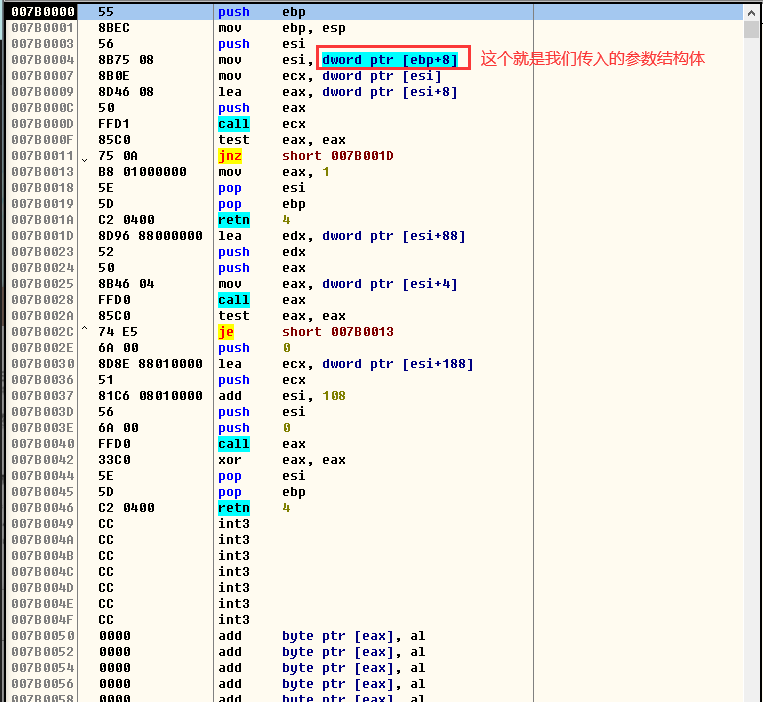 007B0000 55 push ebp
007B0001 8BEC mov ebp, esp
007B0003 56 push esi
007B0004 8B75 08 mov esi, dword ptr [ebp+8] 这个就是我们传入的参数结构体
007B0007 8B0E mov ecx, dword ptr [esi]
007B0009 8D46 08 lea eax, dword ptr [esi+8]
007B000C 50 push eax
007B000D FFD1 call ecx
007B000F 85C0 test eax, eax
007B0011 75 0A jnz short 007B001D
007B0013 B8 01000000 mov eax, 1
007B0018 5E pop esi
007B0019 5D pop ebp
007B001A C2 0400 retn 4
007B001D 8D96 88000000 lea edx, dword ptr [esi+88]
007B0023 52 push edx
007B0024 50 push eax
007B0025 8B46 04 mov eax, dword ptr [esi+4]
007B0028 FFD0 call eax
007B002A 85C0 test eax, eax
007B002C 74 E5 je short 007B0013
007B002E 6A 00 push 0
007B0030 8D8E 88010000 lea ecx, dword ptr [esi+188]
007B0036 51 push ecx
007B0037 81C6 08010000 add esi, 108
007B003D 56 push esi
007B003E 6A 00 push 0
007B0040 FFD0 call eax
007B0042 33C0 xor eax, eax
007B0044 5E pop esi
007B0045 5D pop ebp
007B0046 C2 0400 retn 4
007B0049 CC int3
007B004A CC int3
007B004B CC int3
007B004C CC int3
007B004D CC int3
007B004E CC int3
007B004F CC int3
007B0050 0000 add byte ptr [eax], al
007B0052 0000 add byte ptr [eax], al
007B0054 0000 add byte ptr [eax], al
007B0056 0000 add byte ptr [eax], al
007B0058 0000 add byte ptr [eax], al